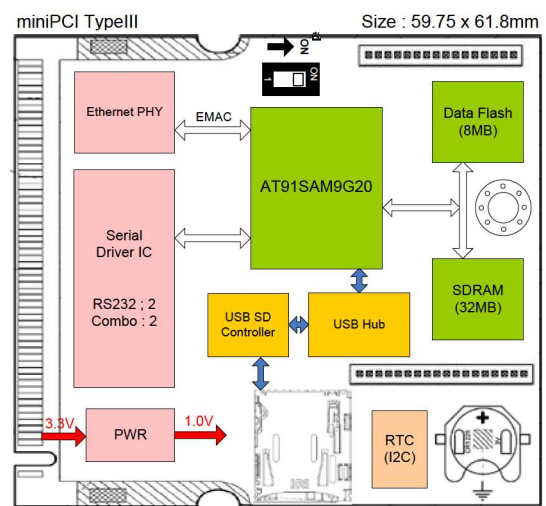 miniPCI TypeIII
Size : 59.75 x 61.8mm
ON
ON
1
Ethernet PHY
EMAC
AT91SAM9G20
Data Flash
(8MB)
Serial
Driver IC
RS232 ; 2
Combo : 2
SDRAM
(32MB)
USB SD
Controller
USB Hub
3.3V
PWR
1.0V
RTC
(I2C)
+
CR1225
3V